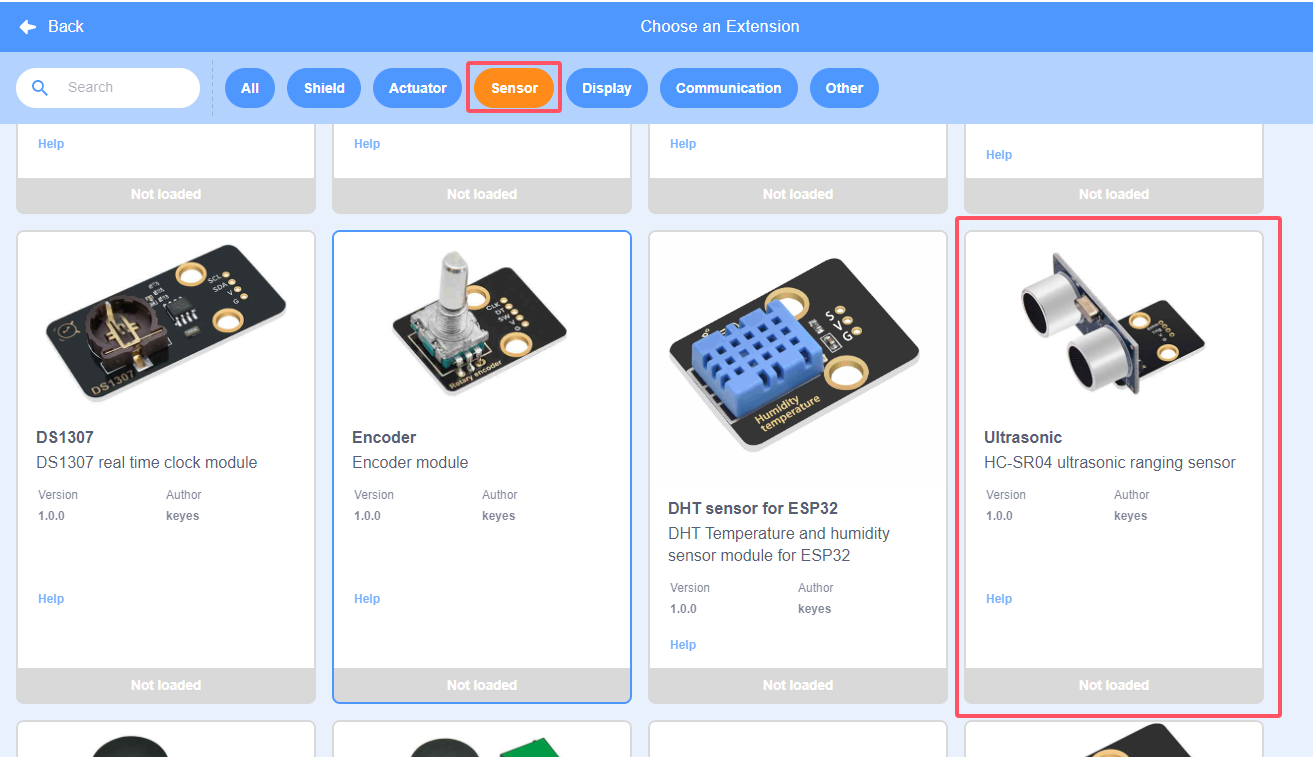 Back
Choose an Extension
Search
All
Shield
Actuator
Sensor
Display
Communication
Other
Help
Help
Help
Help
Not loaded
Not loaded
Not loaded
Not loaded
SCL
SDA
V
G
DS1307
DS1307
DS1307 real time clock module
Version
Author
1.0.0
keyes
Help
Not loaded
CLK
DT
SW
V
G
Rotary encoder
Encoder
Encoder module
Version
Author
1.0.0
keyes
Help
Not loaded
S
V
G
Humidity
temperature
DHT sensor for ESP32
DHT Temperature and humidity
sensor module for ESP32
Version
Author
1.0.0
keyes
Help
Not loaded
Ultrasonic
HC-SR04 ultrasonic ranging sensor
Version
Author
1.0.0
keyes
Help
Not loaded